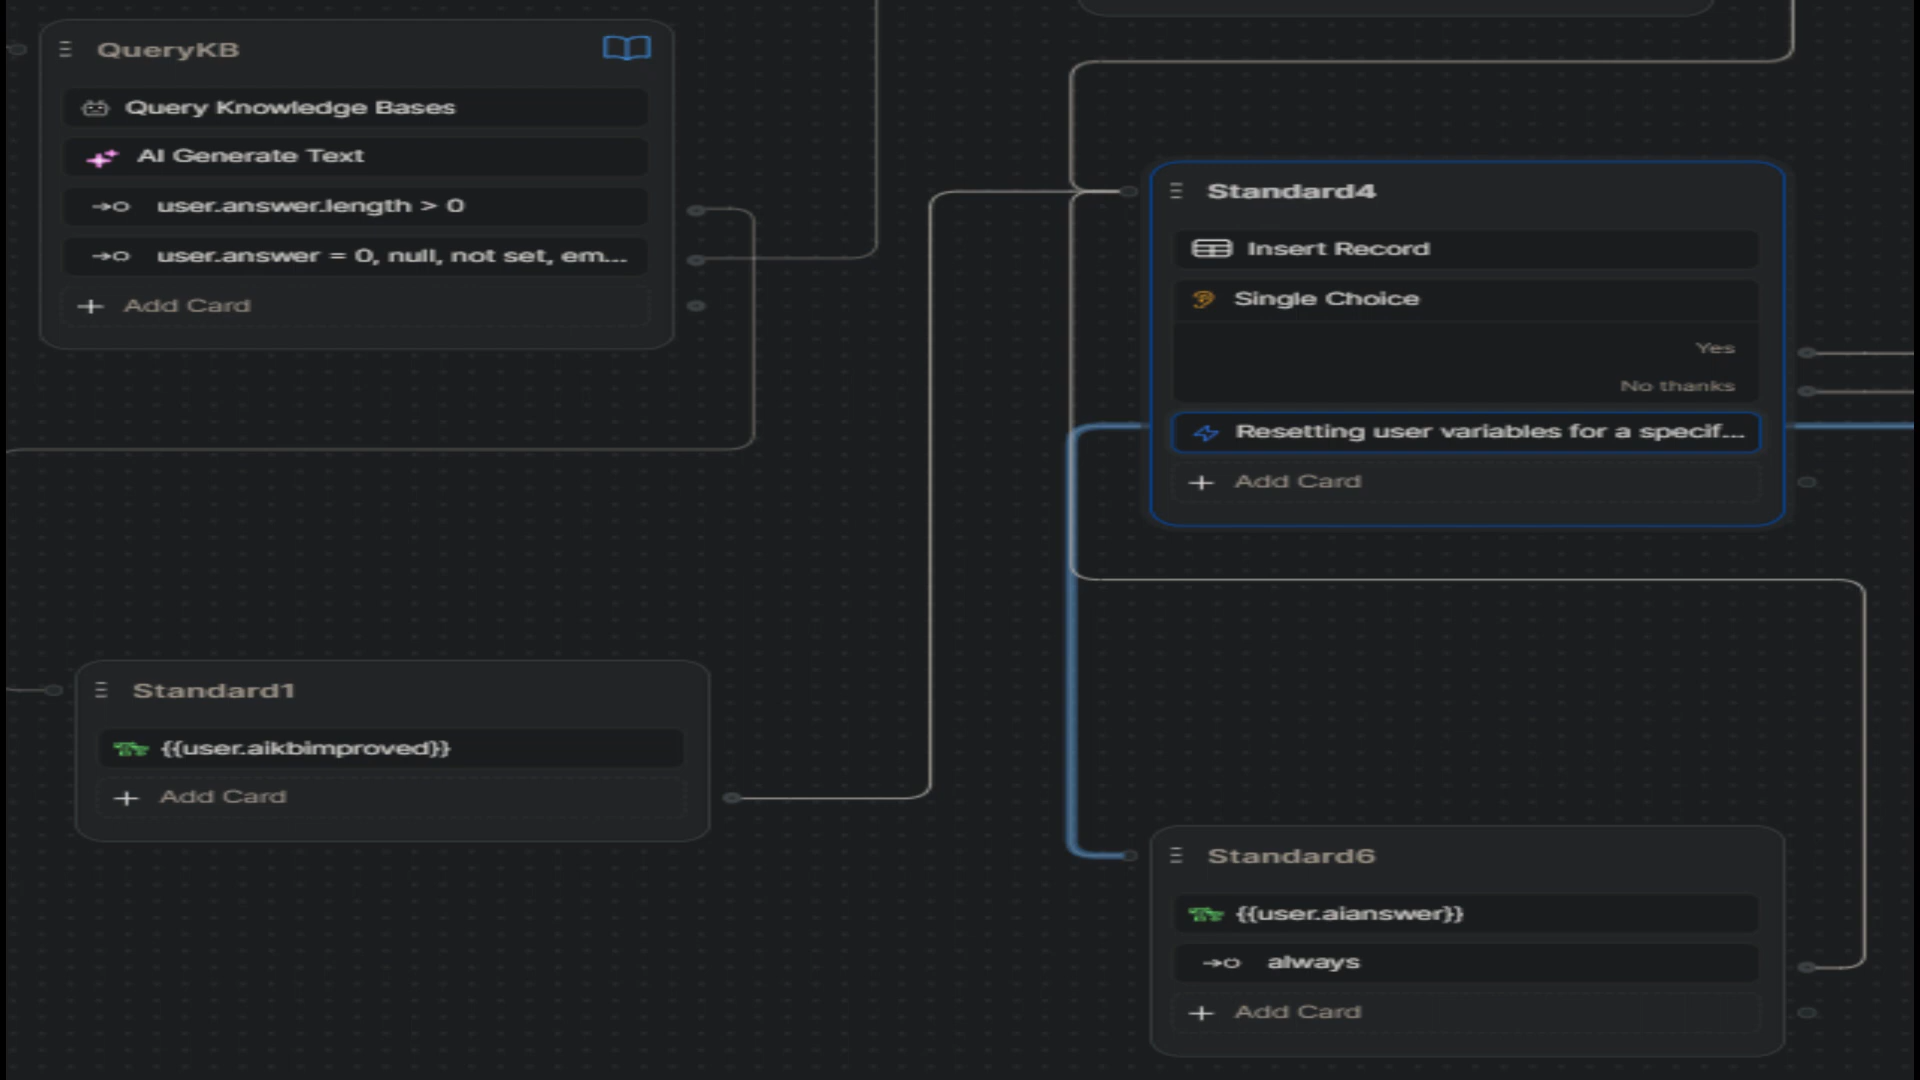 QueryKB
Query Knowledge Bases
AI Generate Text
user.answer.length > 0
user.answer = 0, null, not set, em...
Add Card
Standard4
Insert Record
Single Choice
Yes
No thanks
Resetting user variables for a specif...
Add Card
Standard1
{{user.aikbimproved}}
Add Card
Standard6
{{user.aianswer}}
always
Add Card